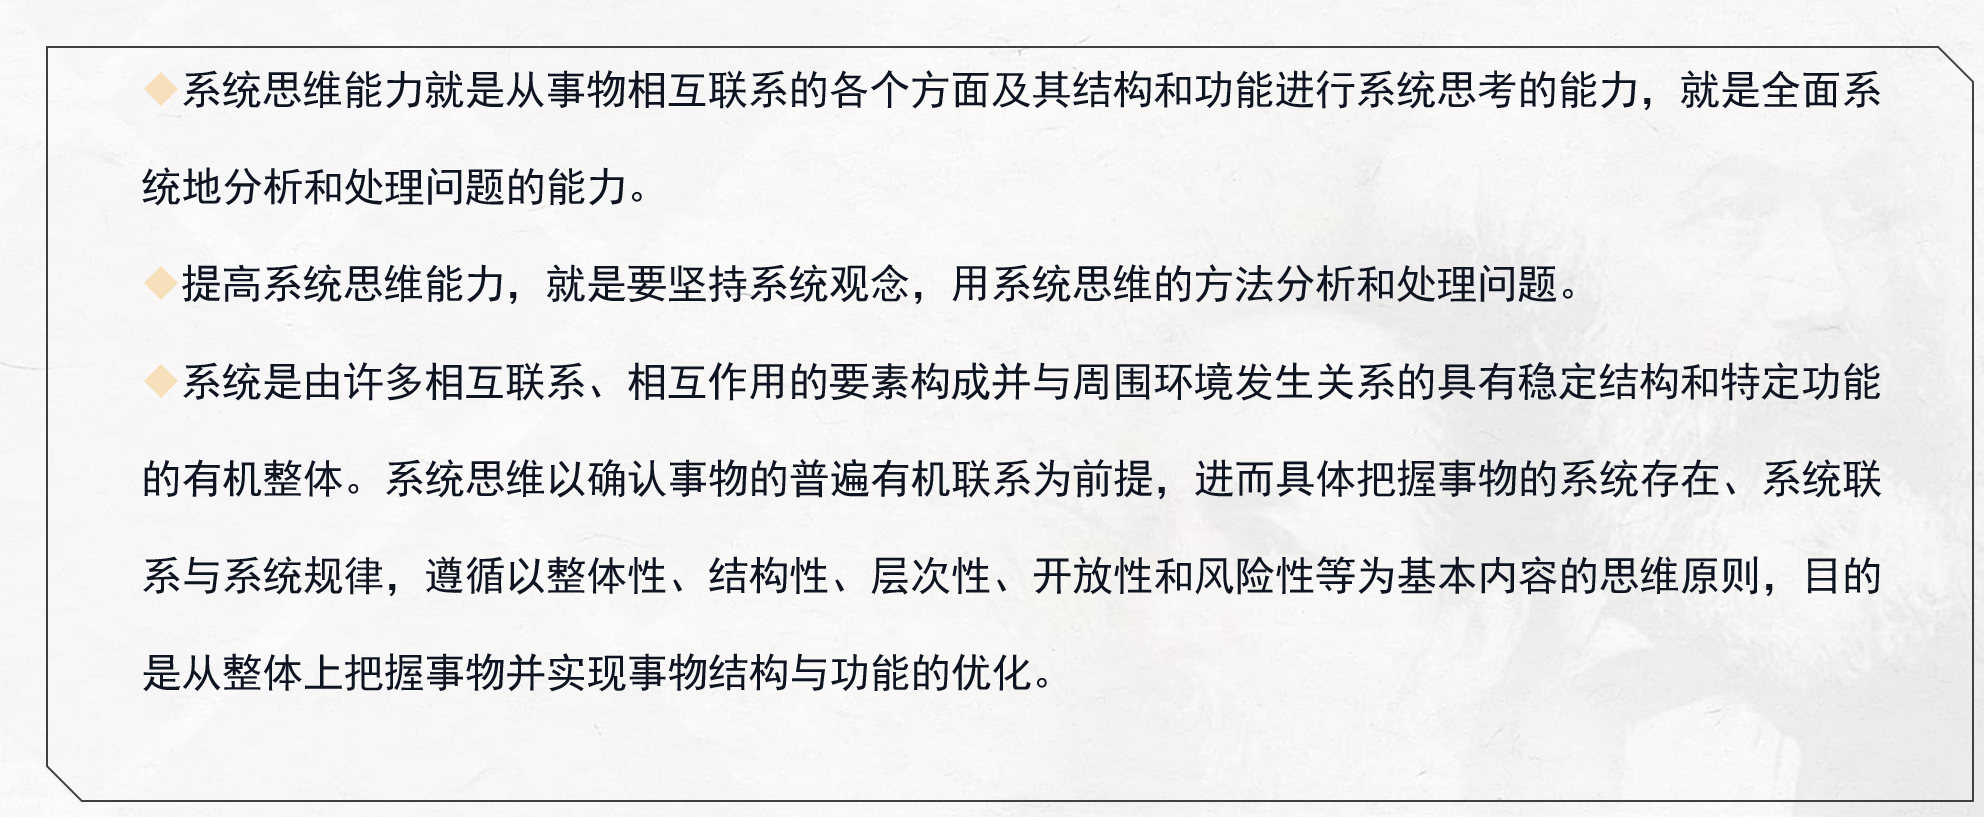 ◆系统思维能力就是从事物相互联系的各个方面及其结构和功能进行系统思考的能力，就是全面系
统地分析和处理问题的能力。
◆提高系统思维能力，就是要坚持系统观念，用系统思维的方法分析和处理问题。
◆系统是由许多相互联系、相互作用的要素构成并与周围环境发生关系的具有稳定结构和特定功能
的有机整体。系统思维以确认事物的普遍有机联系为前提，进而具体把握事物的系统存在、系统联
系与系统规律，遵循以整体性、结构性、层次性、开放性和风险性等为基本内容的思维原则，目的
是从整体上把握事物并实现事物结构与功能的优化。